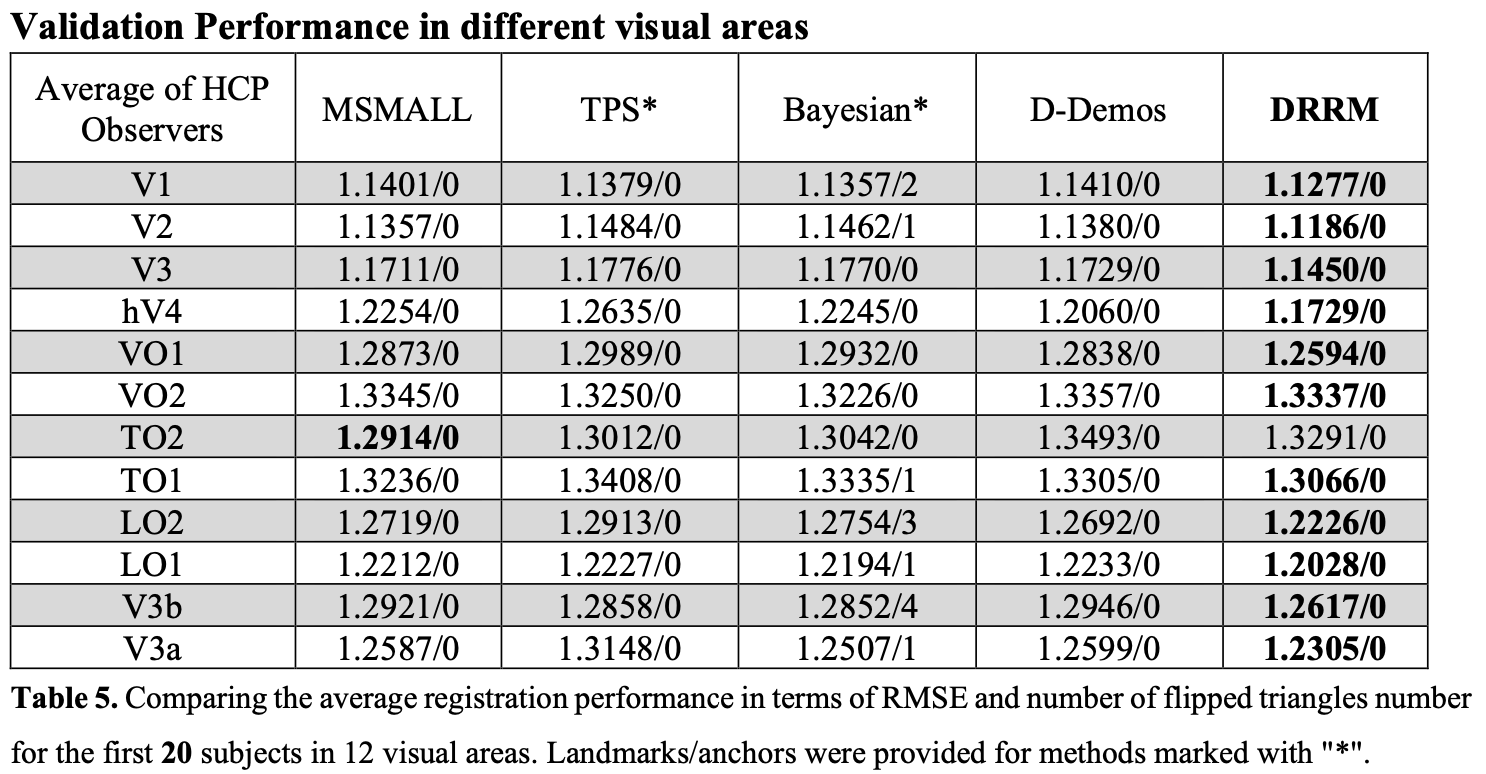 Validation Performance in different visual areas
Average of HCP Observers MSMALL TPS* Bayesian* D-Demos DRRM
V1 1.1401/0 1.1379/0 1.1357/2 1.1410/0 1.1277/0
V2 1.1357/0 1.1484/0 1.1462/1 1.1380/0 1.1186/0
V3 1.1711/0 1.1776/0 1.1770/0 1.1729/0 1.1450/0
hV4 1.2254/0 1.2635/0 1.2245/0 1.2060/0 1.1729/0
VO1 1.2873/0 1.2989/0 1.2932/0 1.2838/0 1.2594/0
VO2 1.3345/0 1.3250/0 1.3226/0 1.3357/0 1.3337/0
TO2 1.2914/0 1.3012/0 1.3042/0 1.3493/0 1.3291/0
TO1 1.3236/0 1.3408/0 1.3335/1 1.3305/0 1.3066/0
LO2 1.2719/0 1.2913/0 1.2754/3 1.2692/0 1.2226/0
LO1 1.2212/0 1.2227/0 1.2194/1 1.2233/0 1.2028/0
V3b 1.2921/0 1.2858/0 1.2852/4 1.2946/0 1.2617/0
V3a 1.2587/0 1.3148/0 1.2507/1 1.2599/0 1.2305/0
Table 5. Comparing the average registration performance in terms of RMSE and number of flipped triangles number
for the first 20 subjects in 12 visual areas. Landmarks/anchors were provided for methods marked with "*".